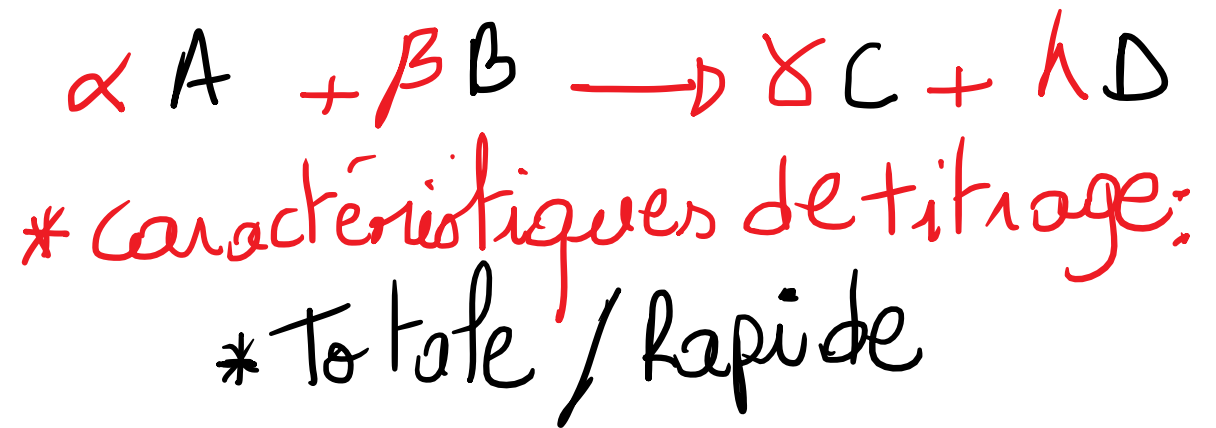 α A + β B → γ C + λ D
* Caractéristiques de titrage :
* Totale / Rapide